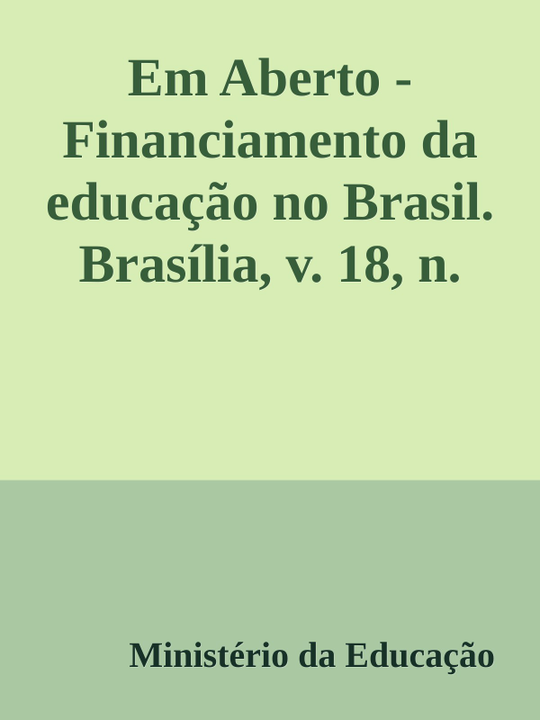 Em Aberto -
Financiamento da
educação no Brasil.
Brasília, v. 18, n.
Ministério da Educação